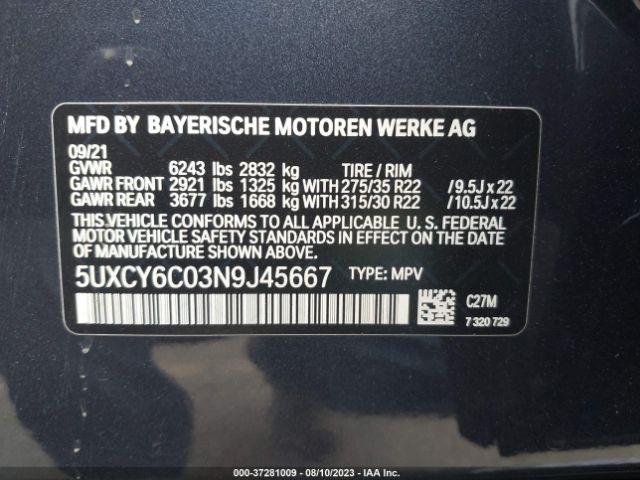 MFD BY BAYERISCHE MOTOREN WERKE AG
09/21
GVWR 6243 lbs 2832 kg TIRE / RIM
GAWR FRONT 2921 lbs 1325 kg WITH 275/35 R22 / 9.5J x 22
GAWR REAR 3677 lbs 1668 kg WITH 315/30 R22 / 10.5J x 22
THIS VEHICLE CONFORMS TO ALL APPLICABLE U. S. FEDERAL
MOTOR VEHICLE SAFETY STANDARDS IN EFFECT ON THE DATE
OF MANUFACTURE SHOWN ABOVE.
5UXCY6C03N9J45667 TYPE: MPV
C27M
7 320 729
000-37281009 - 08/10/2023 - IAA Inc.